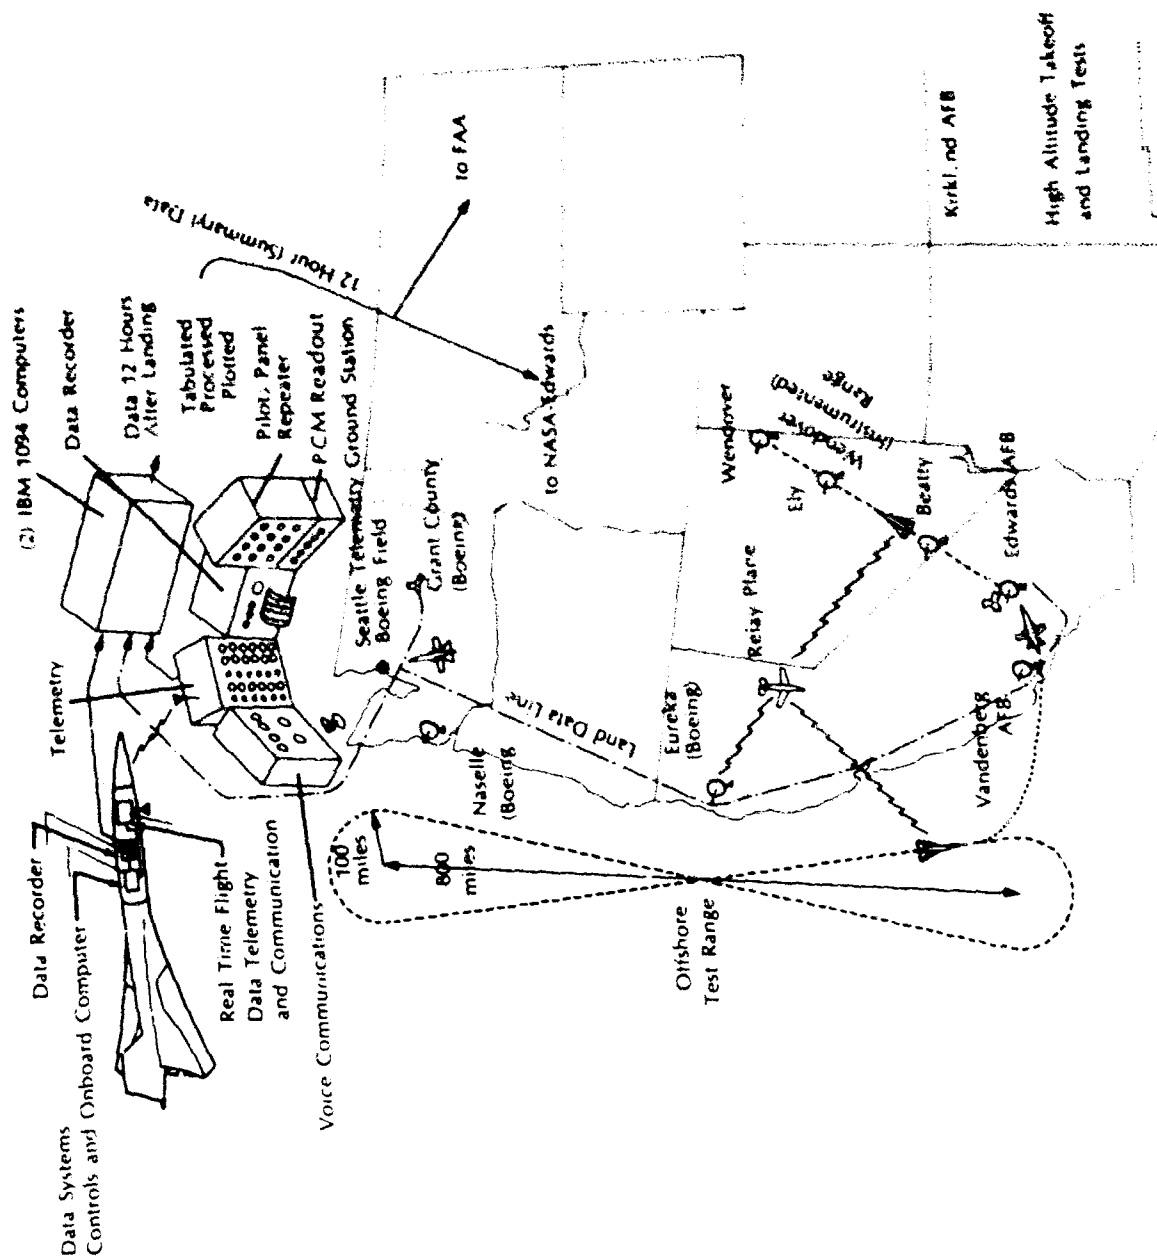 Data Systems
Controls and Onboard Computer
Data Recorder
Real Time Flight
Data Telemetry
and Communication
Voice Communications
Telemetry
(2) IBM 1094 Computers
Data Recorder
Data 12 Hours
After Landing
Tabulated
Processed
Plotted
Pilots Panel
Repeater
PCM Readout
Seattle Telemetry Ground Station
Boeing Field
Grant County
(Boeing)
12 Hour (Summary) Data
to FAA
to NASA-Edwards
100
miles
800
miles
Naselle
(Boeing)
Land Data Line
Offshore
Test Range
Eureka
(Boeing)
Relay Plane
Wendover
Ely
Wendover
(Instrumented)
Range
Beatty
Edwards AFB
Vandenberg
AFB
Kirkl nd AFB
High Altitude Takeoff
and Landing Tests